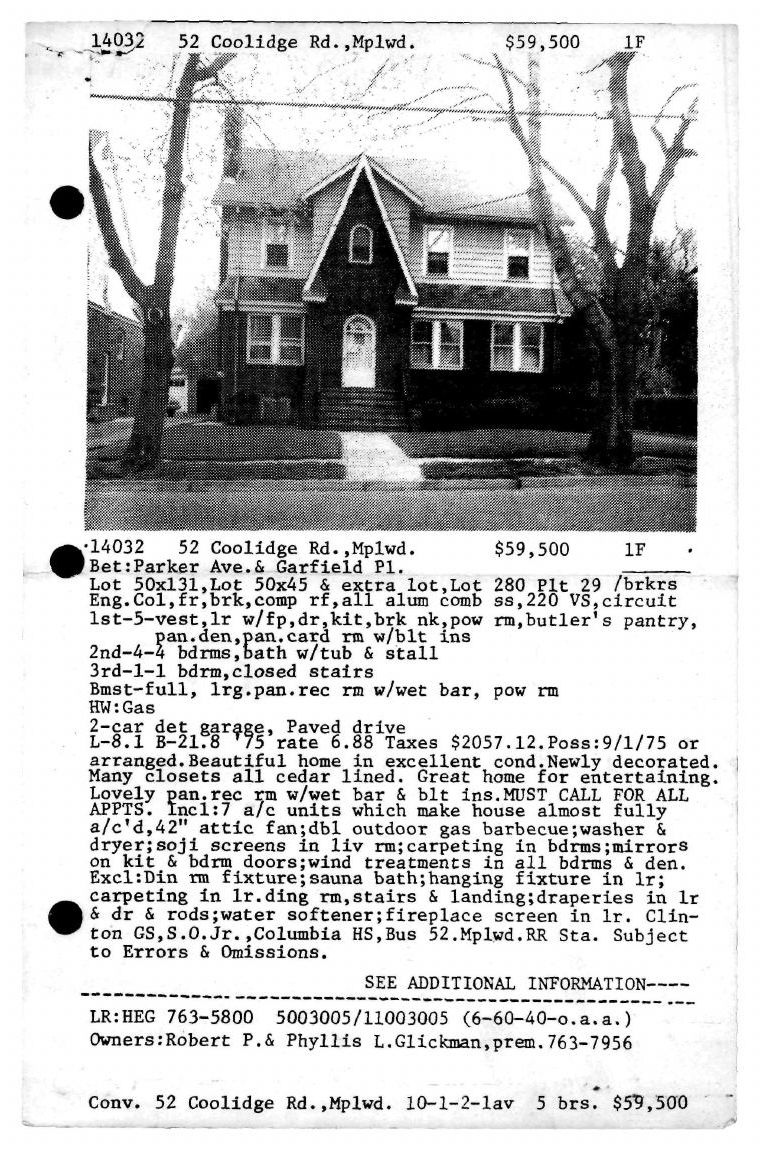 14032 52 Coolidge Rd.,Mplwd. $59,500 1F
14032 52 Coolidge Rd.,Mplwd. $59,500 1F
Bet:Parker Ave.& Garfield Pl.
Lot 50x131,Lot 50x45 & extra lot,Lot 280 Plt 29 /brkrs
Eng.Col,fr,brk,comp rf,all alum comb ss,220 VS,circuit
1st-5-vest,lr w/fp,dr,kit,brk nk,pow rm,butler's pantry,
pan.den,pan.card rm w/blt ins
2nd-4-4 bdrms,bath w/tub & stall
3rd-1-1 bdrm,closed stairs
Bmst-full, lrg.pan.rec rm w/wet bar, pow rm
HW:Gas
2-car det garage, Paved drive
L-8.1 B-21.8 '75 rate 6.88 Taxes $2057.12.Poss:9/1/75 or
arranged.Beautiful home in excellent cond.Newly decorated.
Many closets all cedar lined. Great home for entertaining.
Lovely pan.rec rm w/wet bar & blt ins.MUST CALL FOR ALL
APPTS. Incl:7 a/c units which make house almost fully
a/c'd,42" attic fan;dbl outdoor gas barbecue;washer &
dryer;soji screens in liv rm;carpeting in bdrms;mirrors
on kit & bdrm doors;wind treatments in all bdrms & den.
Excl:Din rm fixture;sauna bath;hanging fixture in lr;
carpeting in lr.ding rm,stairs & landing;draperies in lr
& dr & rods;water softener;fireplace screen in lr. Clin-
ton GS,S.O.Jr.,Columbia HS,Bus 52.Mplwd.RR Sta. Subject
to Errors & Omissions.
SEE ADDITIONAL INFORMATION----
LR:HEG 763-5800 5003005/11003005 (6-60-40-o.a.a.)
Owners:Robert P.& Phyllis L.Glickman,prem.763-7956
Conv. 52 Coolidge Rd.,Mplwd. 10-1-2-1av 5 brs. $59,500